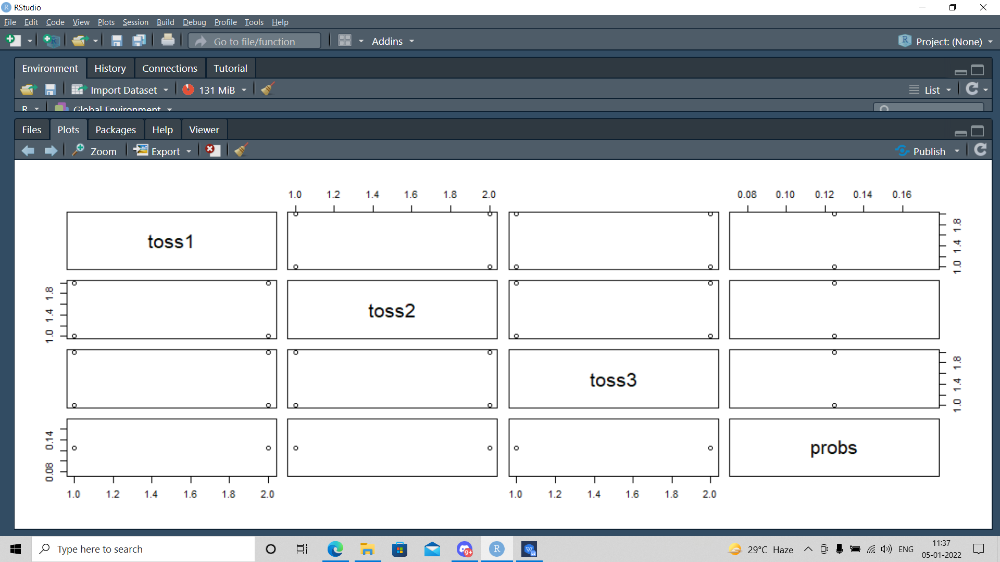 RStudio
File Edit Code View Plots Session Build Debug Profile Tools Help
Go to file/function Addins Project: (None)
Environment History Connections Tutorial
Import Dataset 131 MiB List
R Global Environment
Files Plots Packages Help Viewer
Zoom Export Publish
1.0 1.2 1.4 1.6 1.8 2.0 0.08 0.10 0.12 0.14 0.16
toss1
1.0 1.4 1.8
toss2
1.0 1.4 1.8
toss3
1.0 1.4 1.8
probs
0.08 0.14
1.0 1.2 1.4 1.6 1.8 2.0 1.0 1.2 1.4 1.6 1.8 2.0
Type here to search 9+ R W 29°C Haze ENG 11:37
05-01-2022